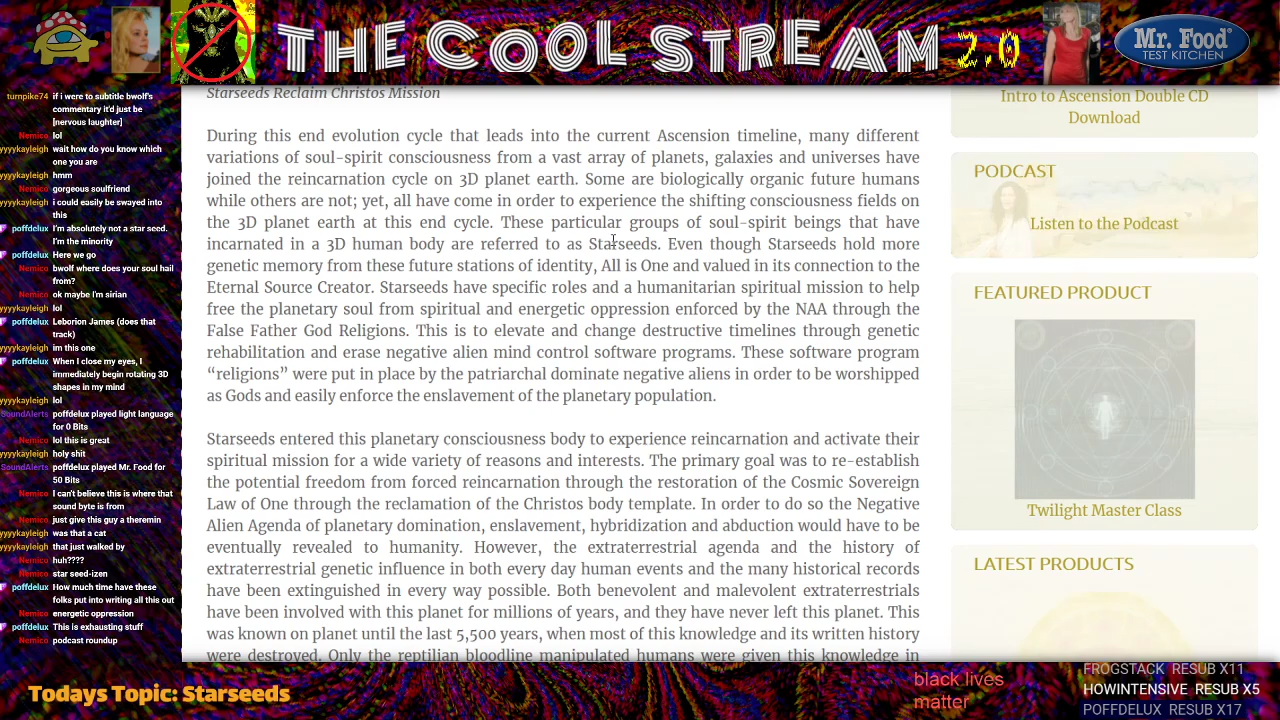 THE COOL STREAM 2.0
Mr. Food
TEST KITCHEN
turnpike74 if i were to subtitle bwolf's
commentary it'd just be
[nervous laughter]
Nemico lol
yyyykayleigh wait how do you know which
one you are
yyyykayleigh hmm
Nemico gorgeous soulfriend
yyyykayleigh i could easily be swayed into
this
poffdelux I'm absolutely not a star seed.
I'm the minority
poffdelux Here we go
Nemico bwolf where does your soul hail
from?
Nemico ok maybe I'm sirian
yyyykayleigh lol
poffdelux Leborion James (does that
track)
yyyykayleigh im this one
poffdelux When I close my eyes, I
immediately begin rotating 3D
shapes in my mind
yyyykayleigh lol
SoundAlerts poffdelux played light language
for 0 Bits
Nemico lol this is great
yyyykayleigh holy shit
SoundAlerts poffdelux played Mr. Food for
50 Bits
Nemico I can't believe this is where that
sound byte is from
Nemico just give this guy a theremin
yyyykayleigh was that a cat
yyyykayleigh that just walked by
Nemico huh????
Nemico star seed-izen
poffdelux How much time have these
folks put into writing all this out
Nemico energetic oppression
poffdelux This is exhausting stuff
Nemico podcast roundup
Starseeds Reclaim Christos Mission
During this end evolution cycle that leads into the current Ascension timeline, many different
variations of soul-spirit consciousness from a vast array of planets, galaxies and universes have
joined the reincarnation cycle on 3D planet earth. Some are biologically organic future humans
while others are not; yet, all have come in order to experience the shifting consciousness fields on
the 3D planet earth at this end cycle. These particular groups of soul-spirit beings that have
incarnated in a 3D human body are referred to as Starseeds. Even though Starseeds hold more
genetic memory from these future stations of identity, All is One and valued in its connection to the
Eternal Source Creator. Starseeds have specific roles and a humanitarian spiritual mission to help
free the planetary soul from spiritual and energetic oppression enforced by the NAA through the
False Father God Religions. This is to elevate and change destructive timelines through genetic
rehabilitation and erase negative alien mind control software programs. These software program
“religions” were put in place by the patriarchal dominate negative aliens in order to be worshipped
as Gods and easily enforce the enslavement of the planetary population.
Starseeds entered this planetary consciousness body to experience reincarnation and activate their
spiritual mission for a wide variety of reasons and interests. The primary goal was to re-establish
the potential freedom from forced reincarnation through the restoration of the Cosmic Sovereign
Law of One through the reclamation of the Christos body template. In order to do so the Negative
Alien Agenda of planetary domination, enslavement, hybridization and abduction would have to be
eventually revealed to humanity. However, the extraterrestrial agenda and the history of
extraterrestrial genetic influence in both every day human events and the many historical records
have been extinguished in every way possible. Both benevolent and malevolent extraterrestrials
have been involved with this planet for millions of years, and they have never left this planet. This
was known on planet until the last 5,500 years, when most of this knowledge and its written history
were destroyed. Only the reptilian bloodline manipulated humans were given this knowledge in
Intro to Ascension Double CD
Download
PODCAST
Listen to the Podcast
FEATURED PRODUCT
Twilight Master Class
LATEST PRODUCTS
Todays Topic: Starseeds
black lives
matter
FROGSTACK RESUB X11
HOWINTENSIVE RESUB X5
POFFDELUX RESUB X17